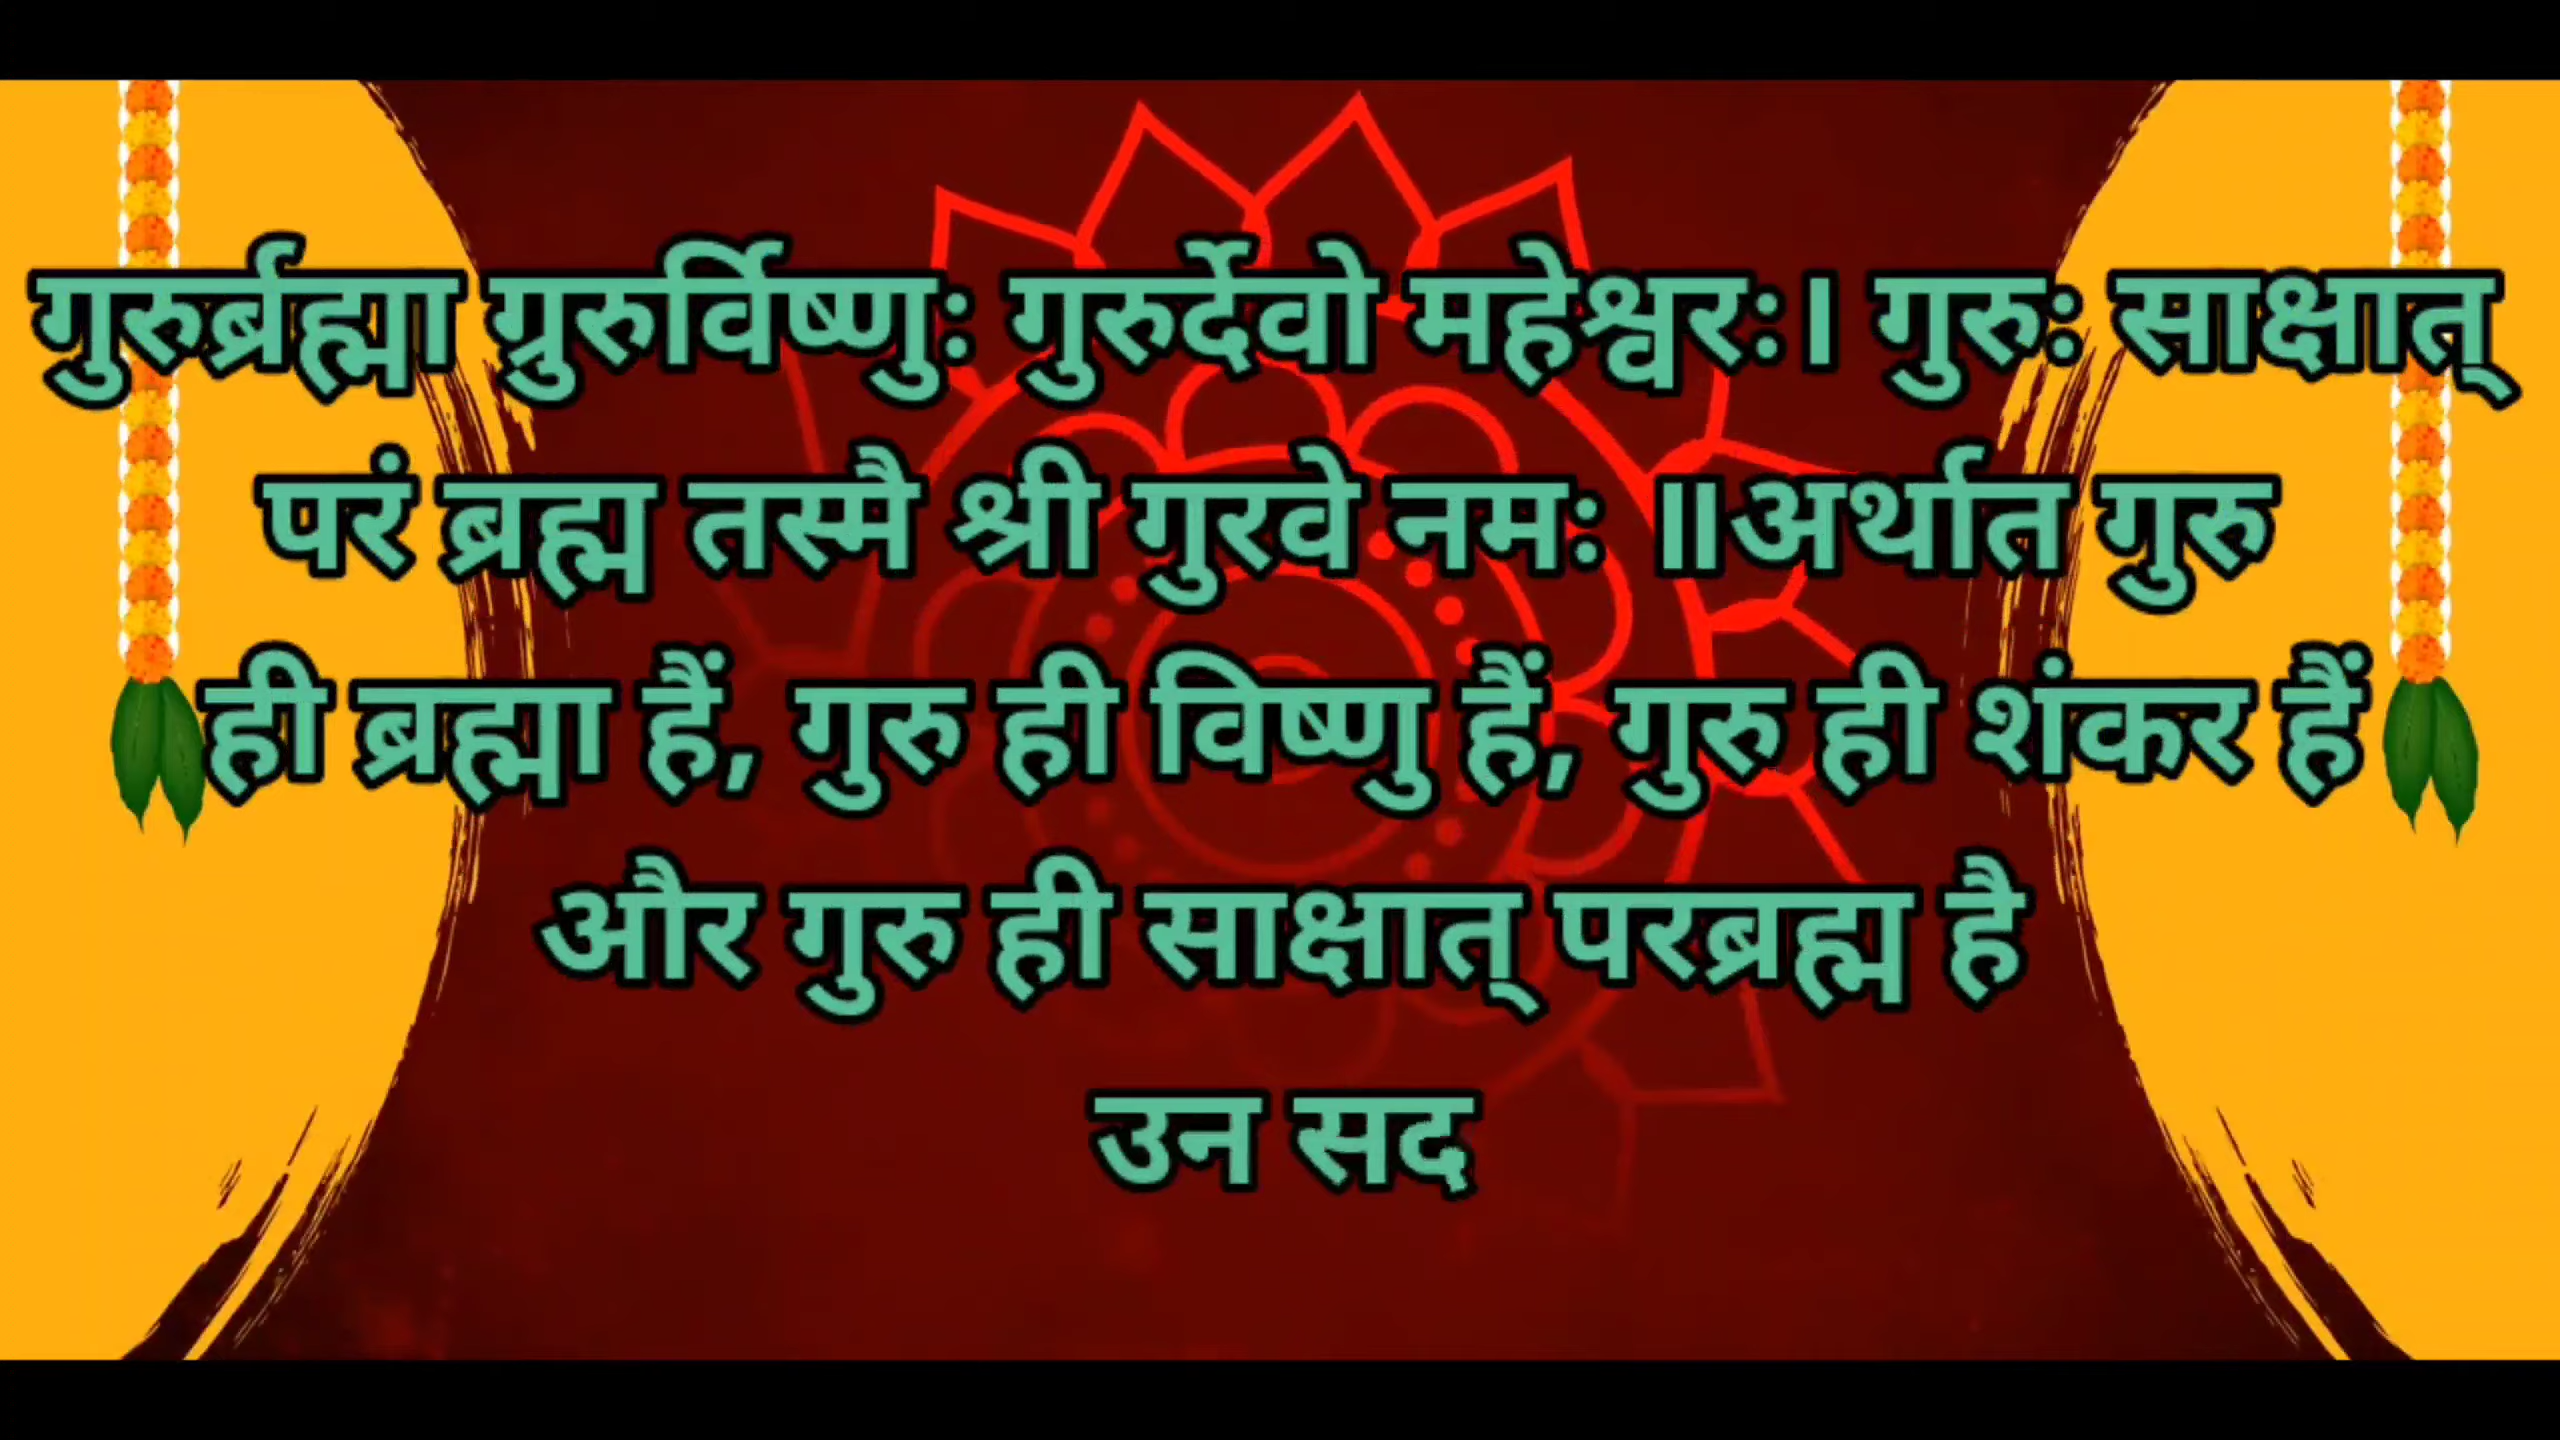 गुरुर्ब्रह्मा ग्रुरुर्विष्णुः गुरुर्देवो महेश्वरः। गुरुः साक्षात्
परं ब्रह्म तस्मै श्री गुरवे नमः ॥अर्थात गुरु
ही ब्रह्मा हैं, गुरु ही विष्णु हैं, गुरु ही शंकर हैं
और गुरु ही साक्षात् परब्रह्म है
उन सद